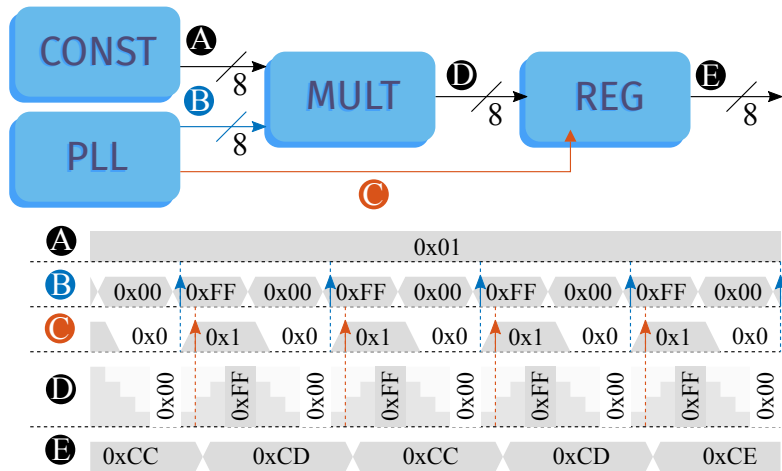 CONST A 8
B 8
PLL
MULT D 8
REG E 8
C
A 0x01
B 0x00 0xFF 0x00 0xFF 0x00 0xFF 0x00 0xFF 0x00
C 0x0 0x1 0x0 0x1 0x0 0x1 0x0 0x1 0x0
D 0x00 0xFF 0x00 0xFF 0x00 0xFF 0x00 0xFF 0x00
E 0xCC 0xCD 0xCC 0xCD 0xCE